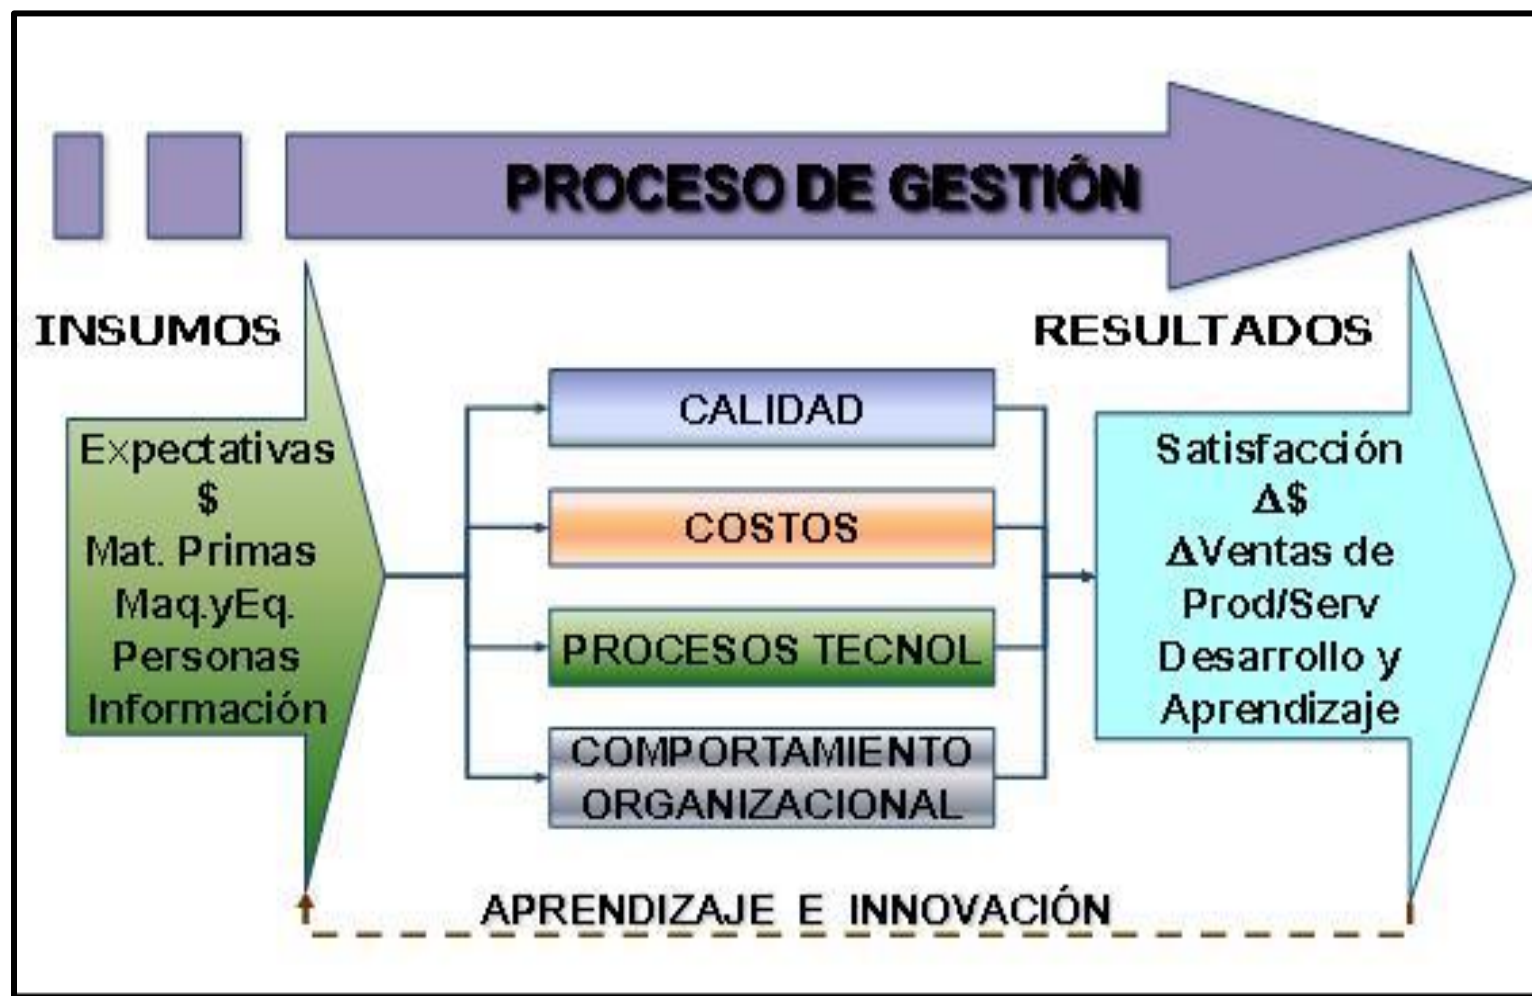 PROCESO DE GESTIÓN
INSUMOS
Expectativas
$
Mat. Primas
Maq.yEq.
Personas
Información
CALIDAD
COSTOS
PROCESOS TECNOL
COMPORTAMIENTO
ORGANIZACIONAL
RESULTADOS
Satisfacción
Δ$
ΔVentas de
Prod/Serv
Desarrollo y
Aprendizaje
APRENDIZAJE E INNOVACIÓN